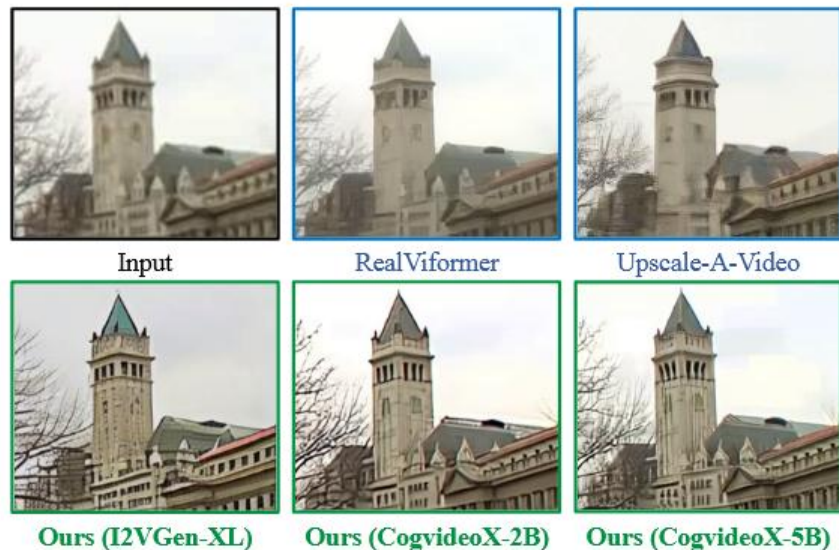 Input
RealViformer
Upscale-A-Video
Ours (I2VGen-XL)
Ours (CogvideoX-2B)
Ours (CogvideoX-5B)